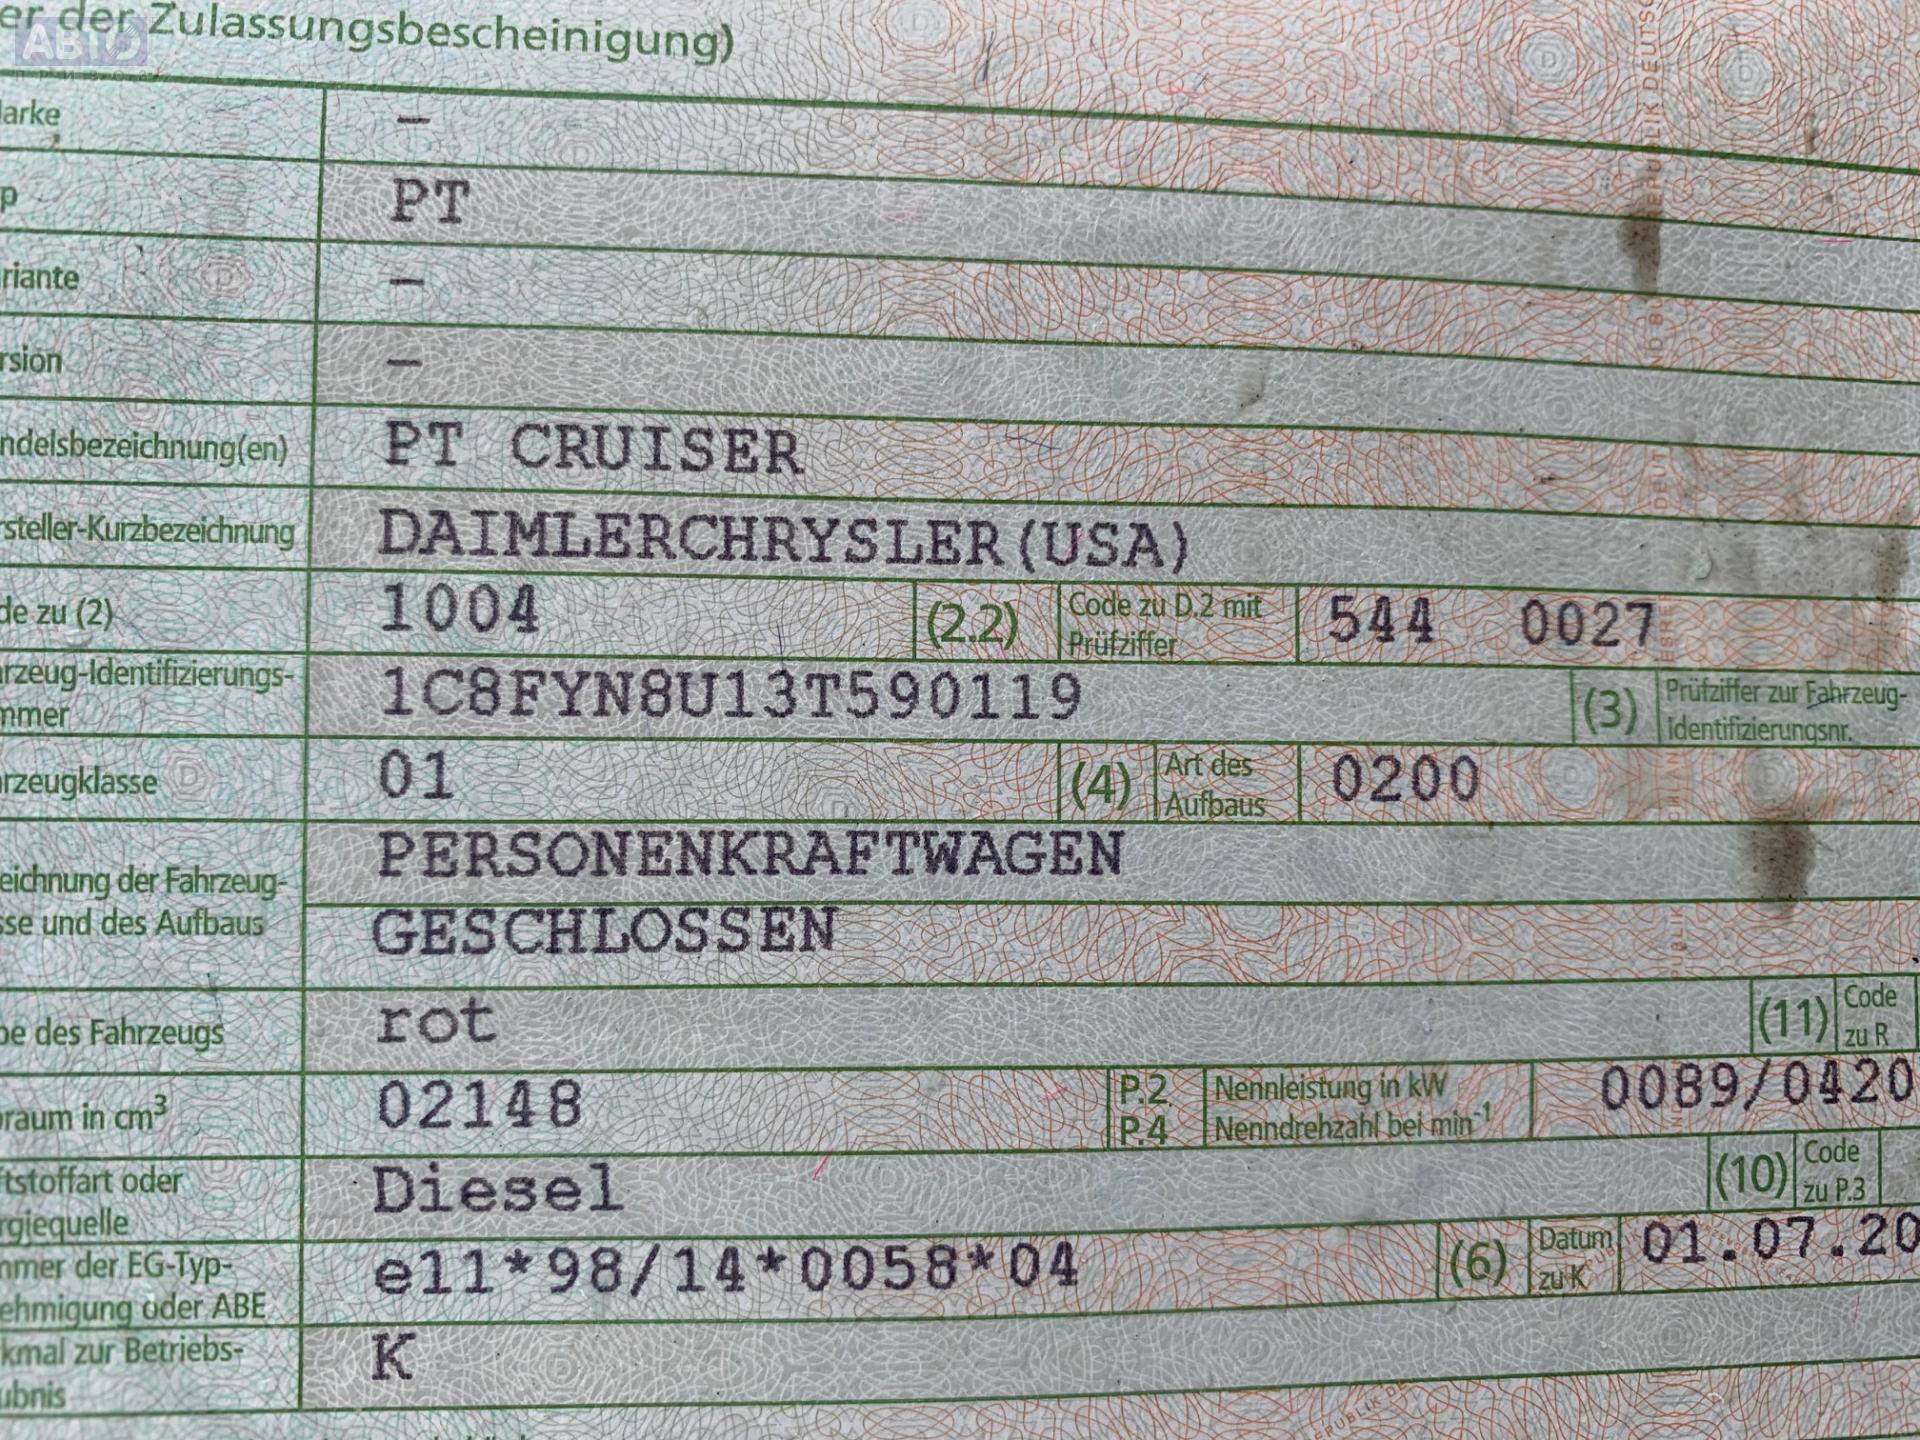 er der Zulassungsbescheinigung)
АВТО
ПРИВОЗ
Marke –
yp PT
ariante –
rsion –
ndelsbezeichnung(en) PT CRUISER
rsteller-Kurzbezeichnung DAIMLERCHRYSLER(USA)
de zu (2) 1004 (2.2) Code zu D.2 mit Prüfziffer 544 0027
rzeug-Identifizierungs-
mmer 1C8FYN8U13T590119 (3) Prüfziffer zur Fahrzeug-
Identifizierungsnr.
rzeugklasse 01 (4) Art des Aufbaus 0200
PERSONENKRAFTWAGEN
eichnung der Fahrzeug-
sse und des Aufbaus GESCHLOSSEN
be des Fahrzeugs rot (11) Code zu R
raum in cm³ 02148 P.2 Nennleistung in kW 0089/0420
P.4 Nenndrehzahl bei min⁻¹
ftstoffart oder
rgiequelle Diesel (10) Code zu P.3
mmer der EG-Typ-
ehmigung oder ABE e11*98/14*0058*04 (6) Datum zu K 01.07.20
kmal zur Betriebs-
ubnis K